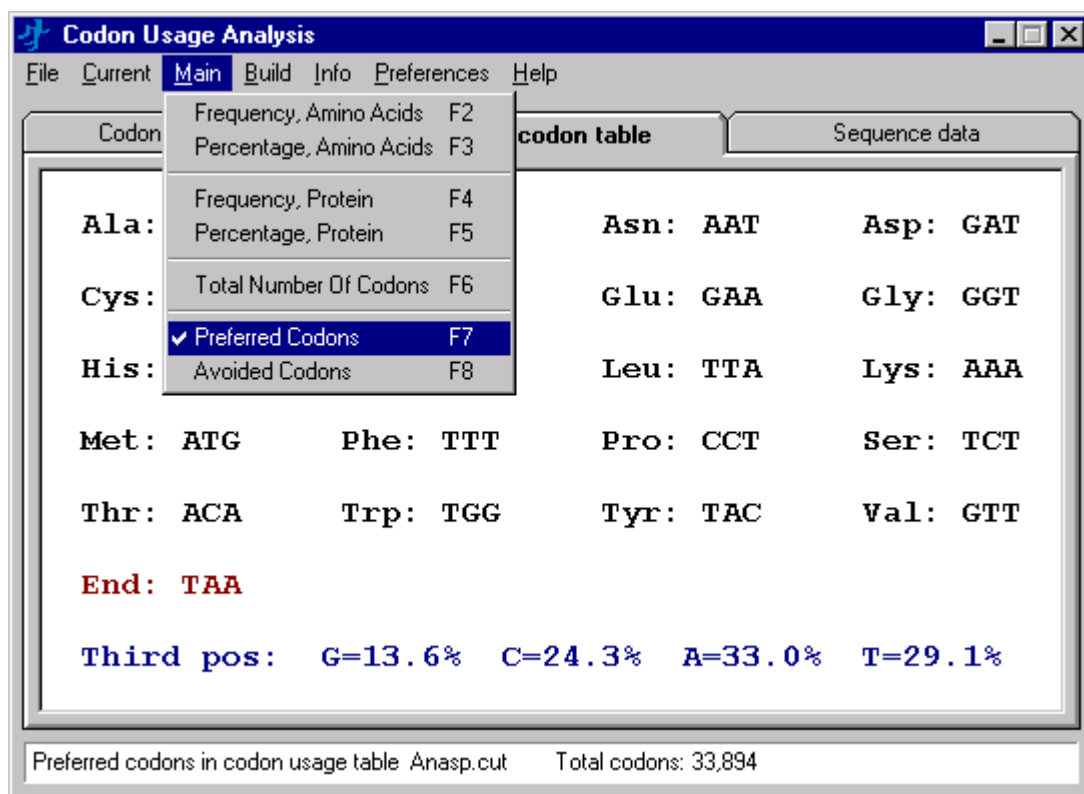 Codon Usage Analysis
File Current Main Build Info Preferences Help
Codon codon table Sequence data
Frequency, Amino Acids F2
Percentage, Amino Acids F3
Frequency, Protein F4
Percentage, Protein F5
Total Number Of Codons F6
Preferred Codons F7
Avoided Codons F8
Ala: Asn: AAT Asp: GAT
Cys: Glu: GAA Gly: GGT
His: Leu: TTA Lys: AAA
Met: ATG Phe: TTT Pro: CCT Ser: TCT
Thr: ACA Trp: TGG Tyr: TAC Val: GTT
End: TAA
Third pos: G=13.6% C=24.3% A=33.0% T=29.1%
Preferred codons in codon usage table Anasp.cut Total codons: 33,894